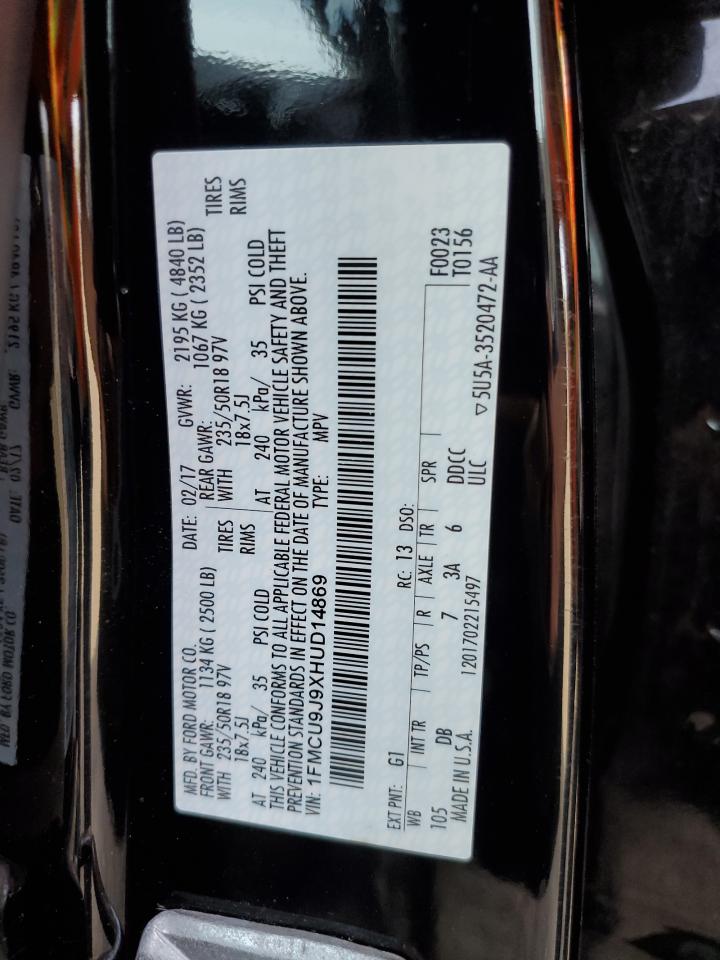 MFD. BY FORD MOTOR CO. DATE: 02/17 GVWR: 2195 KG ( 4840 LB)
FRONT GAWR: 1134 KG ( 2500 LB) REAR GAWR: 1067 KG ( 2352 LB)
WITH 235/50R18 97V TIRES WITH 235/50R18 97V TIRES
18x7.5J RIMS 18x7.5J RIMS
AT 240 kPa/ 35 PSI COLD AT 240 kPa/ 35 PSI COLD
THIS VEHICLE CONFORMS TO ALL APPLICABLE FEDERAL MOTOR VEHICLE SAFETY AND THEFT
PREVENTION STANDARDS IN EFFECT ON THE DATE OF MANUFACTURE SHOWN ABOVE.
VIN: 1FMCU9J9XHUD14869 TYPE: MPV
EXT PNT: G1 RC: 13 DSO: F0023
WB INT TR TP/PS R AXLE TR SPR T0156
105 DB 7 3A 6 DDCC
MADE IN U.S.A. 1201702215497 ULC ▽5U5A-3520472-AA